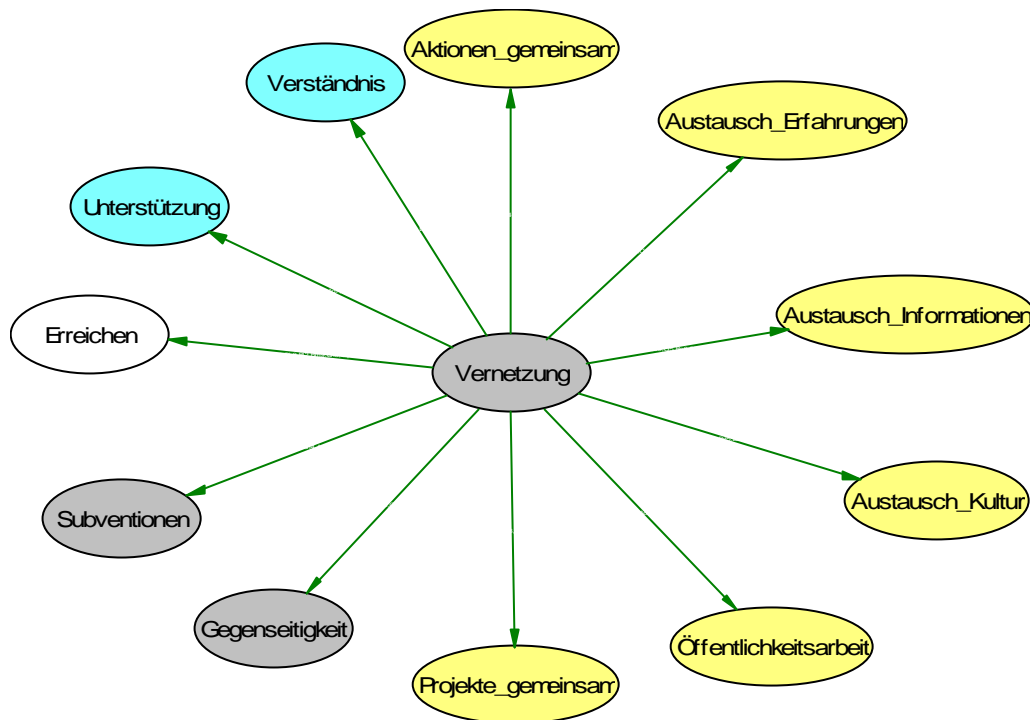 Aktionen_gemeinsam
Verständnis
Austausch_Erfahrungen
Unterstützung
Austausch_Informationen
Erreichen
Vernetzung
Austausch_Kultur
Subventionen
Gegenseitigkeit
Öffentlichkeitsarbeit
Projekte_gemeinsam